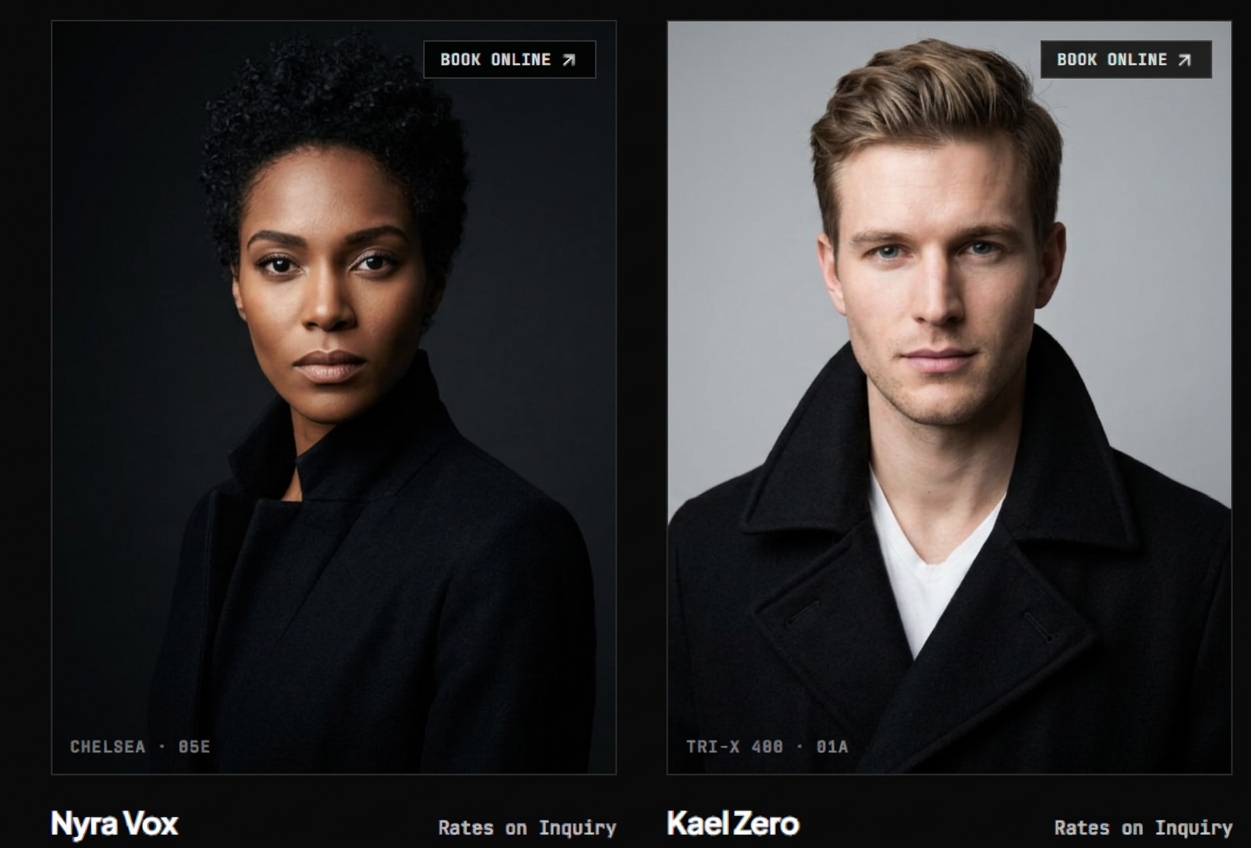 BOOK ONLINE ↗
BOOK ONLINE ↗
CHELSEA · 05E
TRI-X 400 · 01A
Nyra Vox
Rates on Inquiry
Kael Zero
Rates on Inquiry